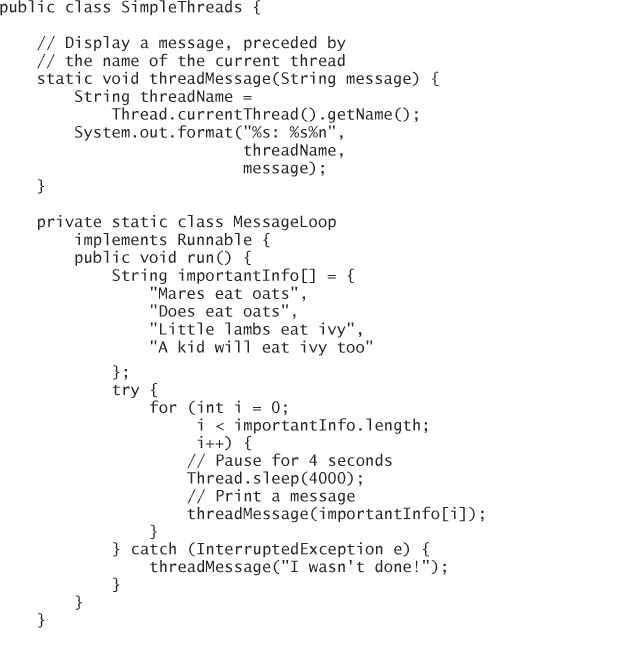 public class SimpleThreads {
// Display a message, preceded by
// the name of the current thread
static void threadMessage(String message) {
String threadName =
Thread.currentThread().getName();
System.out.format("%s: %s%n",
threadName,
message);
}
private static class MessageLoop
implements Runnable {
public void run() {
String importantInfo[] = {
"Mares eat oats",
"Does eat oats",
"Little lambs eat ivy",
"A kid will eat ivy too"
};
try {
for (int i = 0;
i < importantInfo.length;
i++) {
// Pause for 4 seconds
Thread.sleep(4000);
// Print a message
threadMessage(importantInfo[i]);
}
} catch (InterruptedException e) {
threadMessage("I wasn't done!");
}
}
}